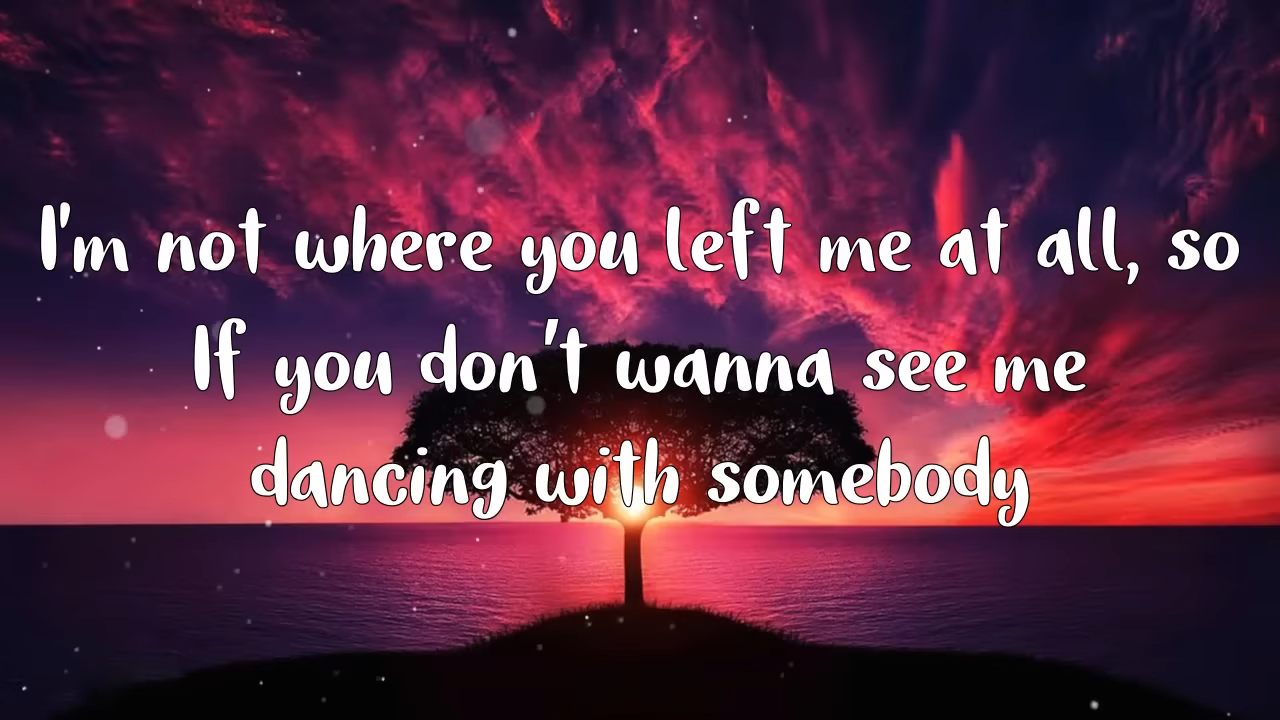 I'm not where you left me at all, so
If you don't wanna see me
dancing with somebody